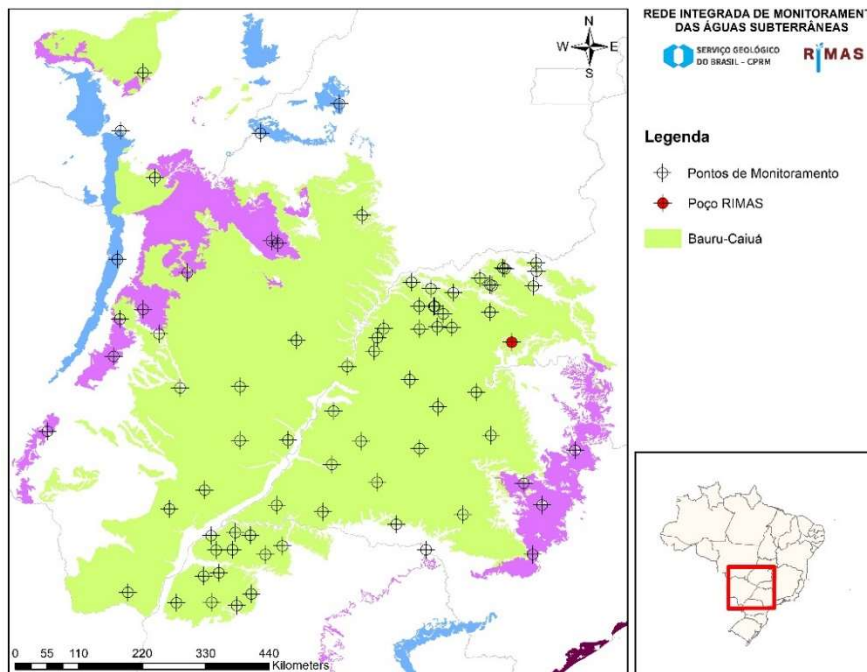 REDE INTEGRADA DE MONITORAMENT
DAS ÁGUAS SUBTERRÂNEAS
SERVIÇO GEOLÓGICO
DO BRASIL - CPRM
RIMAS
N
W E
S
Legenda
Pontos de Monitoramento
Poço RIMAS
Bauru-Caiuá
0 55 110 220 330 440
Kilometers